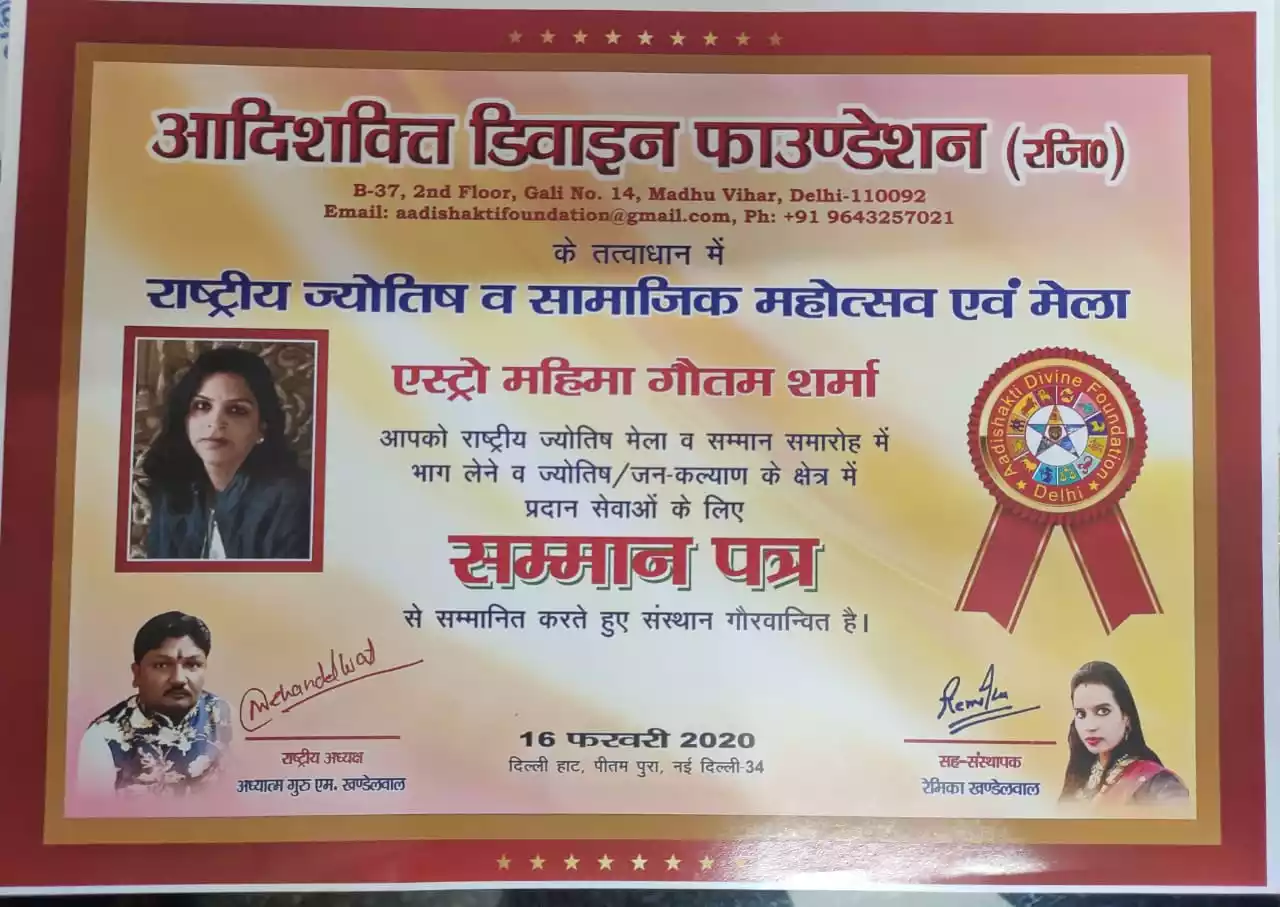 आदिशक्ति डिवाइन फाउण्डेशन (रजि०)
B-37, 2nd Floor, Gali No. 14, Madhu Vihar, Delhi-110092
Email: aadishaktifoundation@gmail.com, Ph: +91 9643257021
के तत्वाधान में
राष्ट्रीय ज्योतिष व सामाजिक महोत्सव एवं मेला
एस्ट्रो महिमा गौतम शर्मा
आपको राष्ट्रीय ज्योतिष मेला व सम्मान समारोह में
भाग लेने व ज्योतिष/जन-कल्याण के क्षेत्र में
प्रदान सेवाओं के लिए
सम्मान पत्र
से सम्मानित करते हुए संस्थान गौरवान्वित है।
Aadishakti Divine Foundation
Delhi
राष्ट्रीय अध्यक्ष
अध्यात्म गुरु एम. खण्डेलवाल
16 फरवरी 2020
दिल्ली हाट, पीतम पुरा, नई दिल्ली-34
सह-संस्थापक
रेमिका खण्डेलवाल